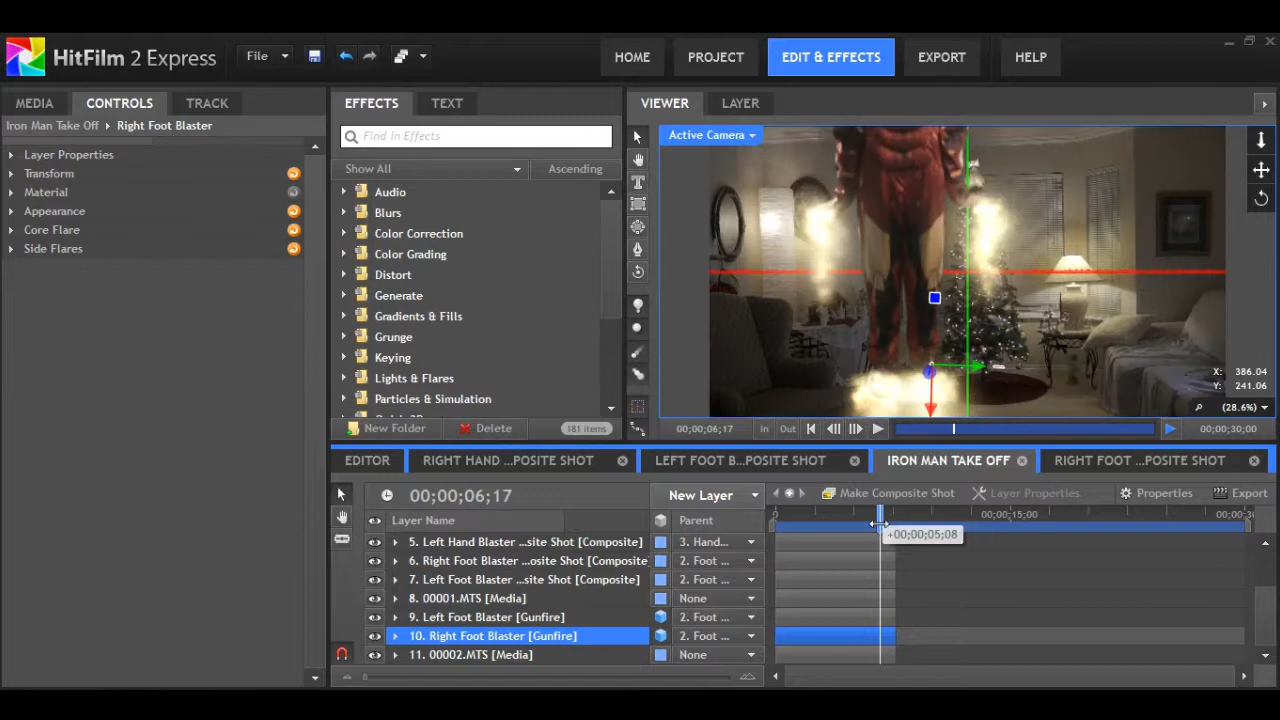 HitFilm 2 Express
File
HOME
PROJECT
EDIT & EFFECTS
EXPORT
HELP
MEDIA
CONTROLS
TRACK
EFFECTS
TEXT
VIEWER
LAYER
Iron Man Take Off
Right Foot Blaster
Layer Properties
Transform
Material
Appearance
Core Flare
Side Flares
Find in Effects
Show All
Ascending
Audio
Blurs
Color Correction
Color Grading
Distort
Generate
Gradients & Fills
Grunge
Keying
Lights & Flares
Particles & Simulation
New Folder
Delete
181 items
Active Camera
X: 386.04
Y: 241.06
(28.6%)
00;00;06;17
In
Out
00;00;30;00
EDITOR
RIGHT HAND ...POSITE SHOT
LEFT FOOT B...POSITE SHOT
IRON MAN TAKE OFF
RIGHT FOOT ...POSITE SHOT
00;00;06;17
New Layer
Make Composite Shot
Layer Properties
Properties
Export
Layer Name
Parent
0
00;00;15;00
+00;00;05;08
5. Left Hand Blaster ...site Shot [Composite]
3. Hand...
6. Right Foot Blaster ...osite Shot [Composite]
2. Foot ...
7. Left Foot Blaster ...site Shot [Composite]
2. Foot ...
8. 00001.MTS [Media]
None
9. Left Foot Blaster [Gunfire]
2. Foot ...
10. Right Foot Blaster [Gunfire]
2. Foot ...
11. 00002.MTS [Media]
None